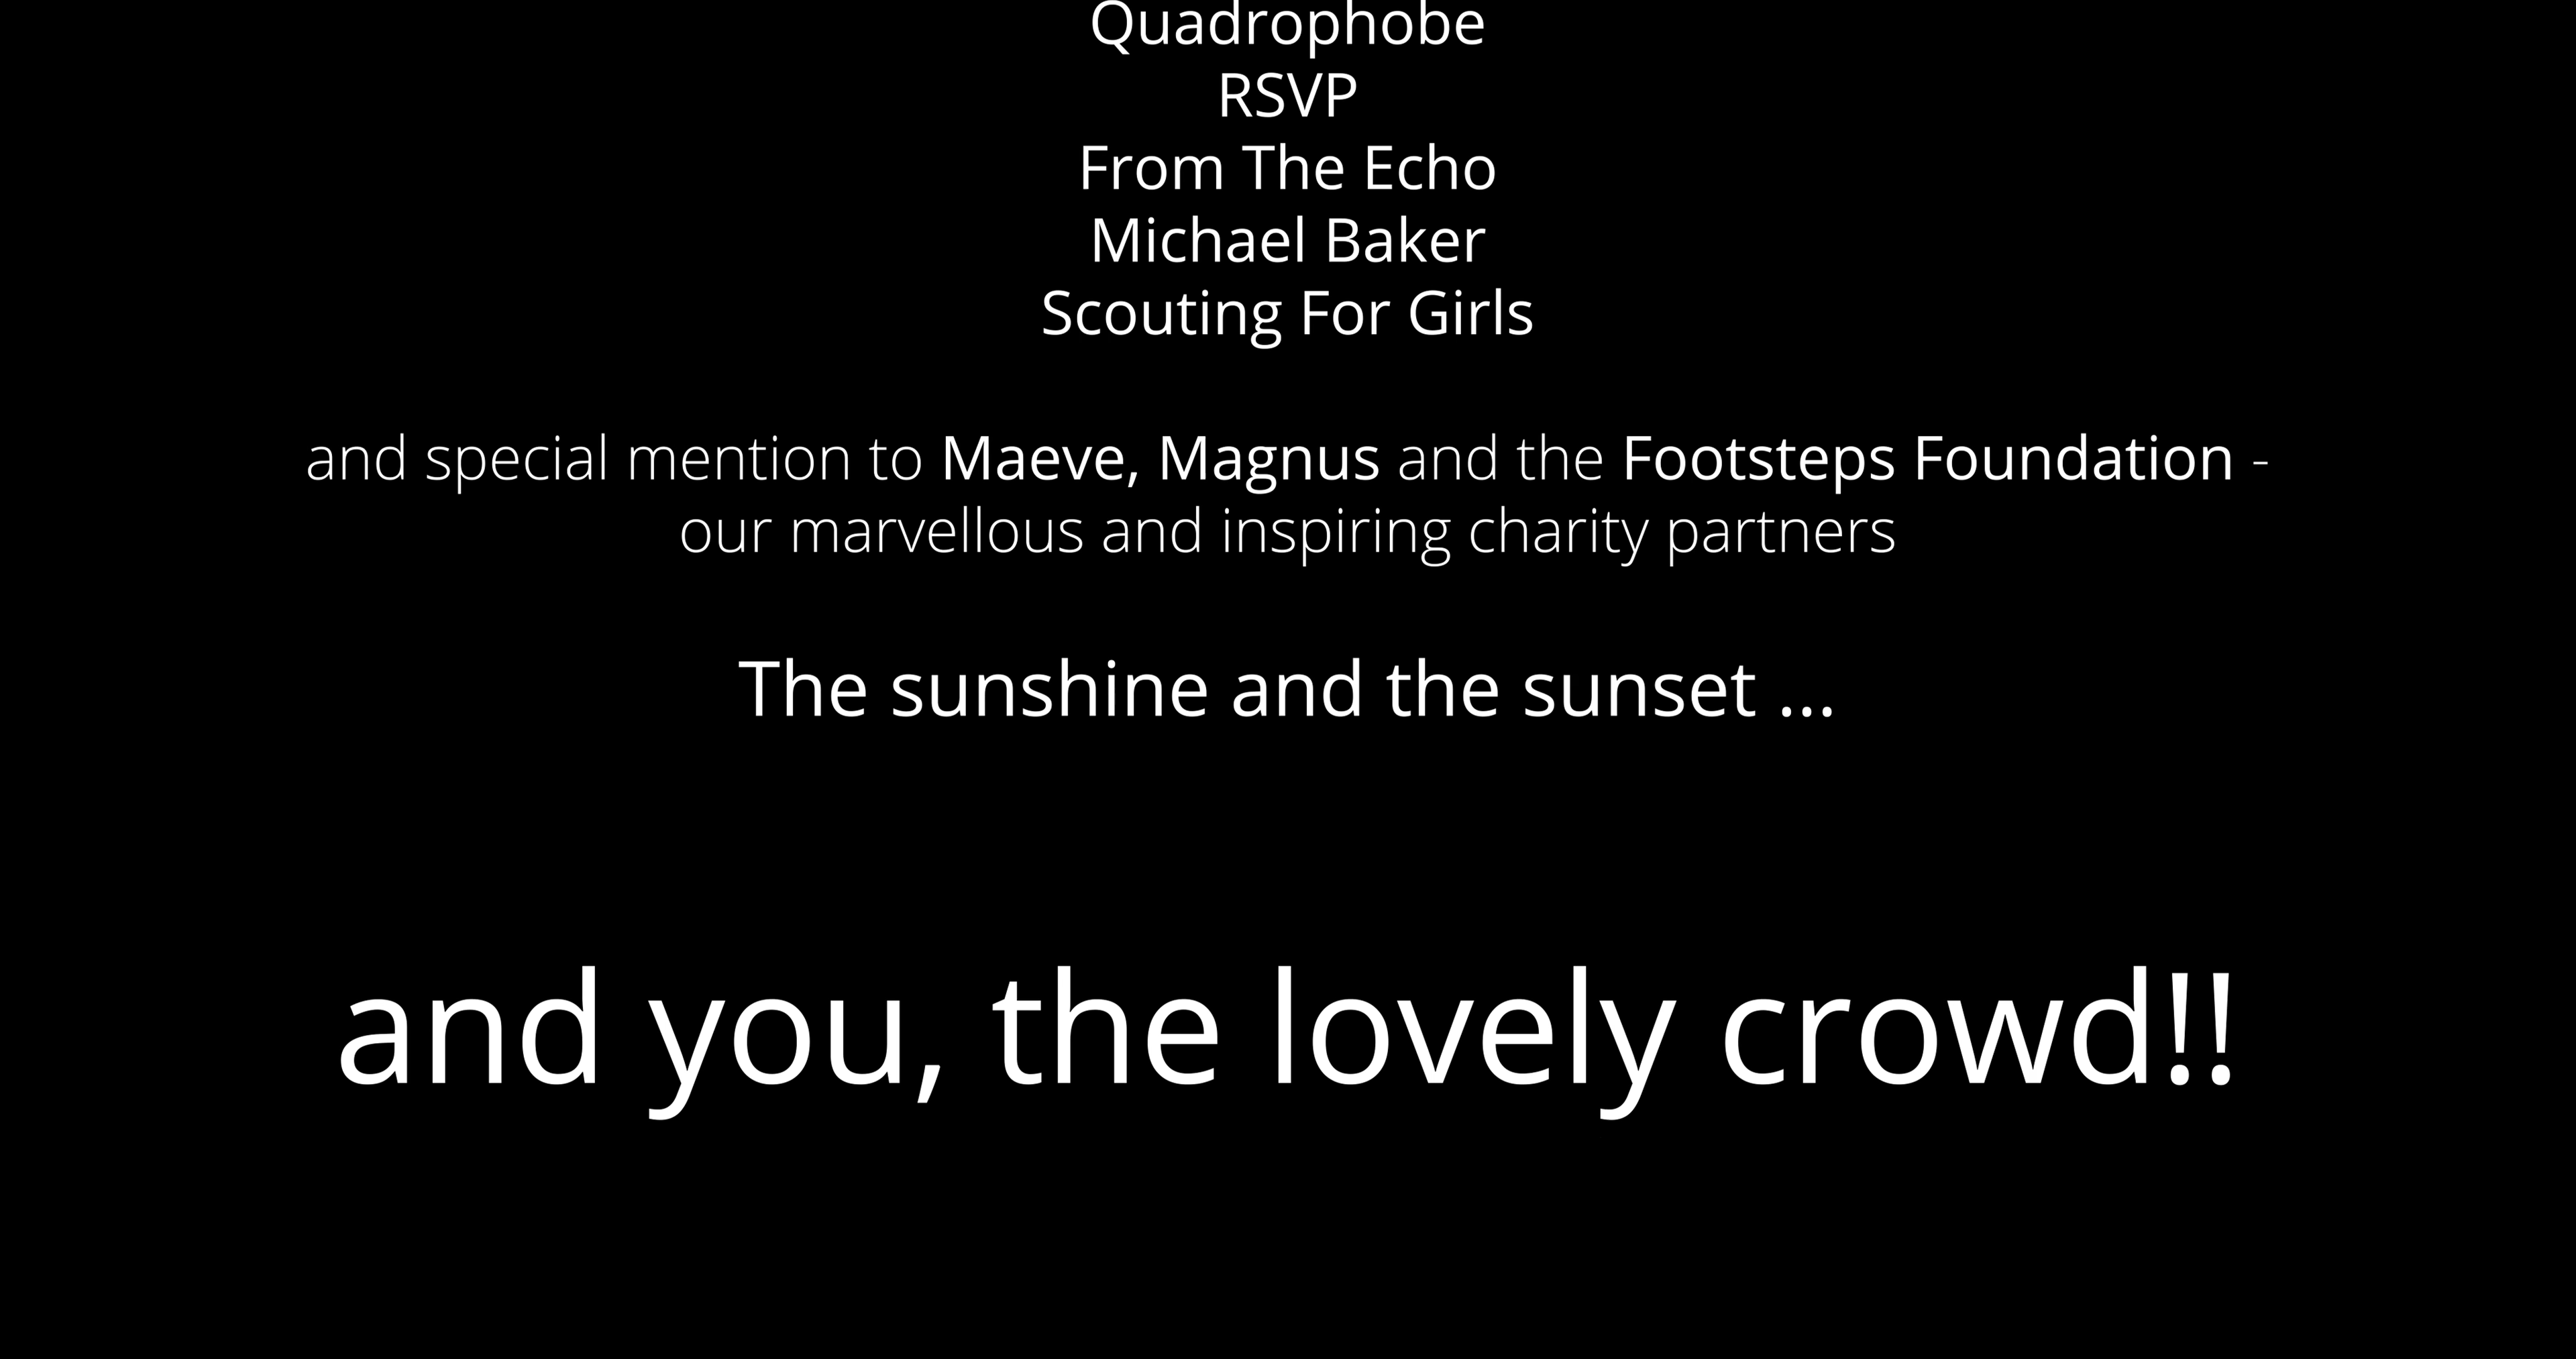 Quadrophobe
RSVP
From The Echo
Michael Baker
Scouting For Girls
and special mention to Maeve, Magnus and the Footsteps Foundation -
our marvellous and inspiring charity partners
The sunshine and the sunset ...
and you, the lovely crowd!!